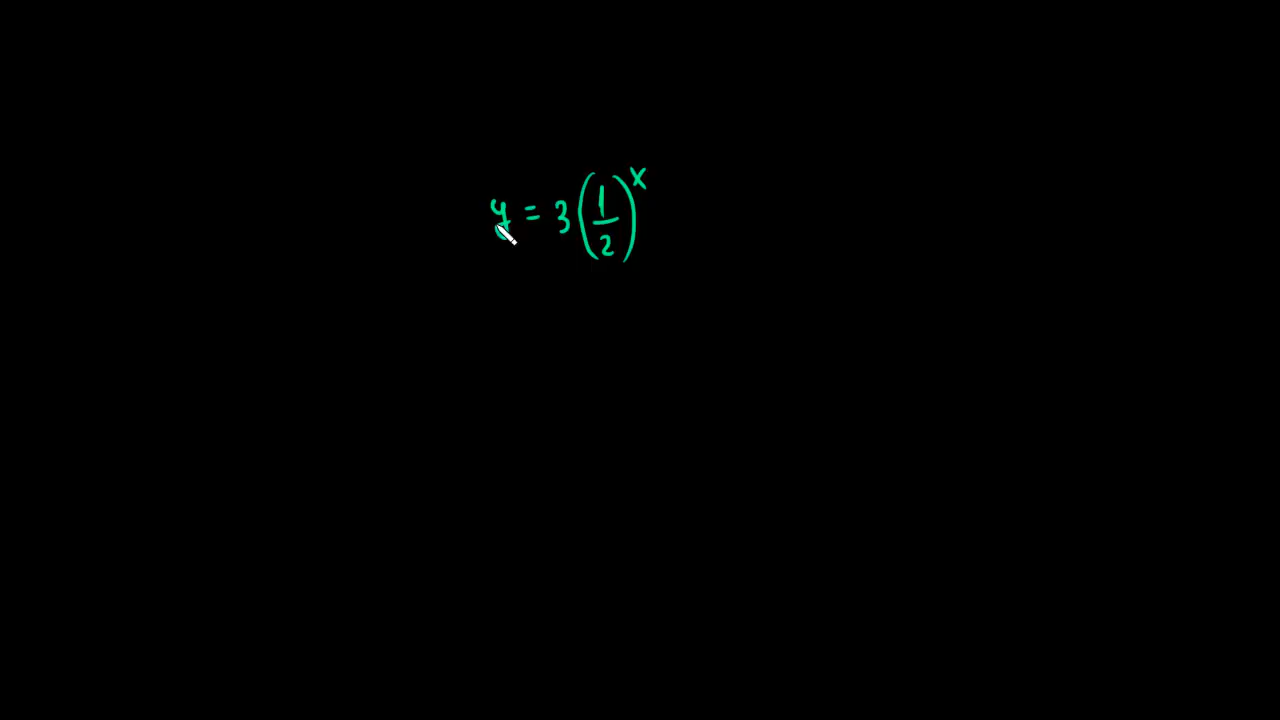 y = 3(1/2)^x